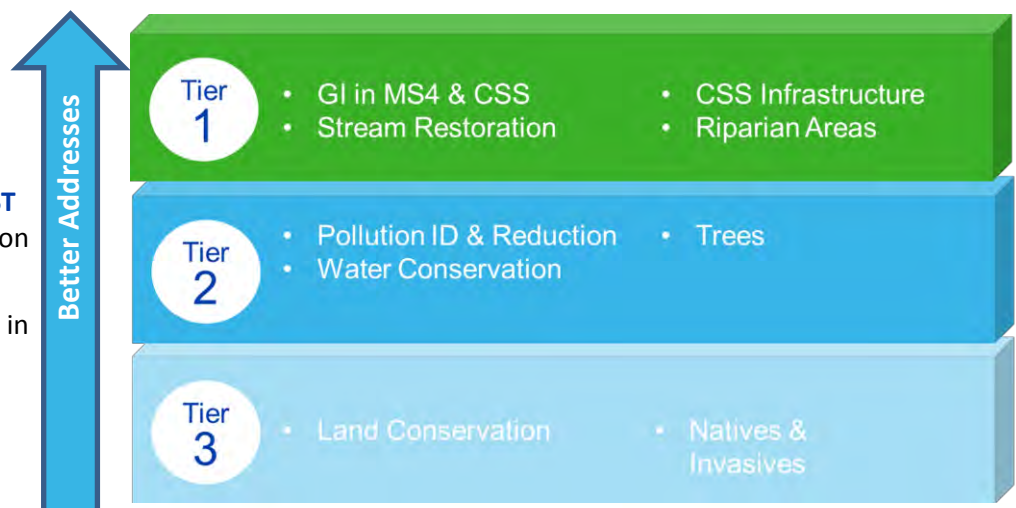 Better Addresses
T
on
in
Tier
1
• GI in MS4 & CSS
• Stream Restoration
• CSS Infrastructure
• Riparian Areas
Tier
2
• Pollution ID & Reduction
• Water Conservation
• Trees
Tier
3
• Land Conservation
• Natives &
Invasives